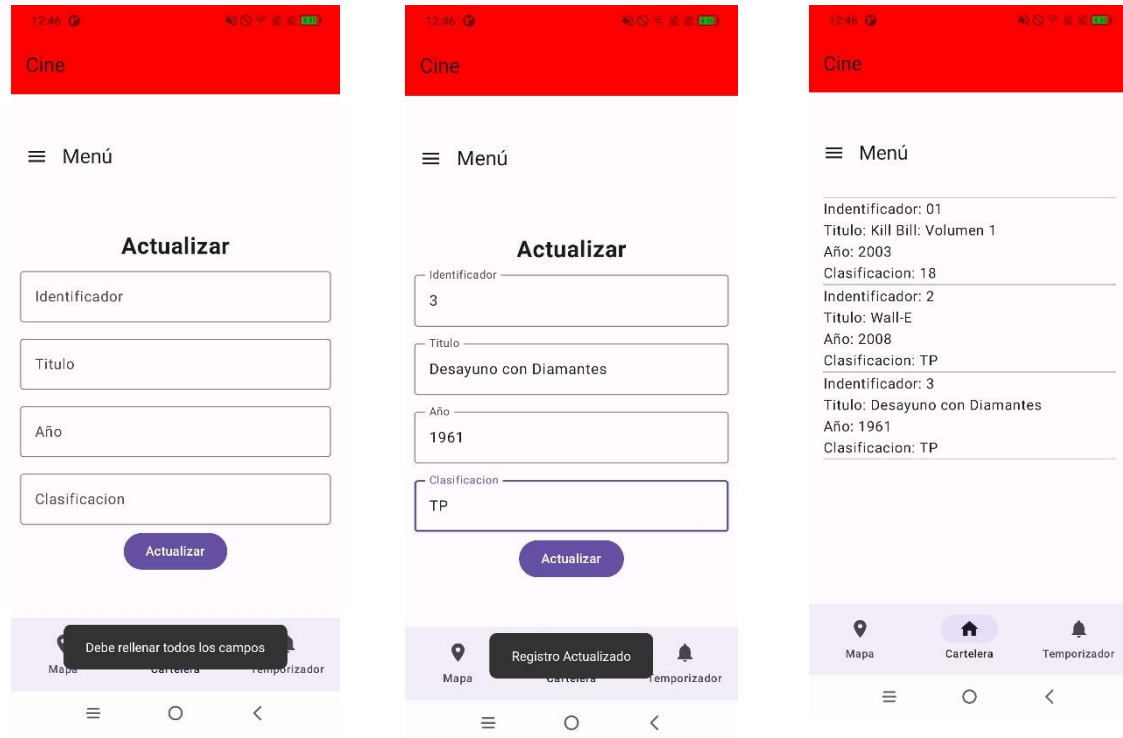 12:46
Cine
Menú
Actualizar
Identificador
Titulo
Año
Clasificacion
Actualizar
Debe rellenar todos los campos
Mapa
Cartelera
Temporizador
12:46
Cine
Menú
Actualizar
Identificador
3
Titulo
Desayuno con Diamantes
Año
1961
Clasificacion
TP
Actualizar
Registro Actualizado
Mapa
Cartelera
Temporizador
12:46
Cine
Menú
Indentificador: 01
Titulo: Kill Bill: Volumen 1
Año: 2003
Clasificacion: 18
Indentificador: 2
Titulo: Wall-E
Año: 2008
Clasificacion: TP
Indentificador: 3
Titulo: Desayuno con Diamantes
Año: 1961
Clasificacion: TP
Mapa
Cartelera
Temporizador